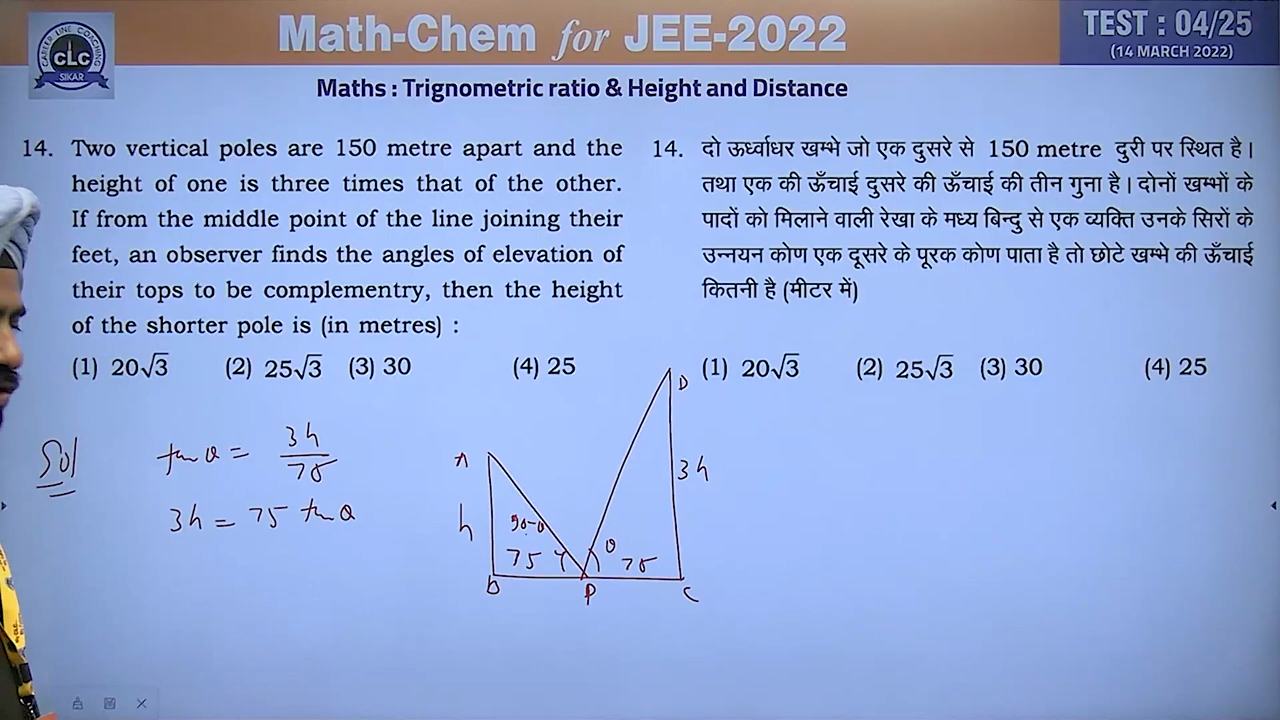 CAREER LINE COACHING
CLC
SIKAR
Math-Chem for JEE-2022
TEST : 04/25
(14 MARCH 2022)
Maths : Trignometric ratio & Height and Distance
14. Two vertical poles are 150 metre apart and the
height of one is three times that of the other.
If from the middle point of the line joining their
feet, an observer finds the angles of elevation of
their tops to be complementry, then the height
of the shorter pole is (in metres) :
(1) 20√3 (2) 25√3 (3) 30 (4) 25
14. दो ऊर्ध्वाधर खम्भे जो एक दुसरे से 150 metre दुरी पर स्थित है।
तथा एक की ऊँचाई दुसरे की ऊँचाई की तीन गुना है। दोनों खम्भों के
पादों को मिलाने वाली रेखा के मध्य बिन्दु से एक व्यक्ति उनके सिरों के
उन्नयन कोण एक दूसरे के पूरक कोण पाता है तो छोटे खम्भे की ऊँचाई
कितनी है (मीटर में)
(1) 20√3 (2) 25√3 (3) 30 (4) 25
Sol
tan θ = 3h/75
3h = 75 tan θ
A
D
h
3h
90-θ
75
θ
75
B
P
C